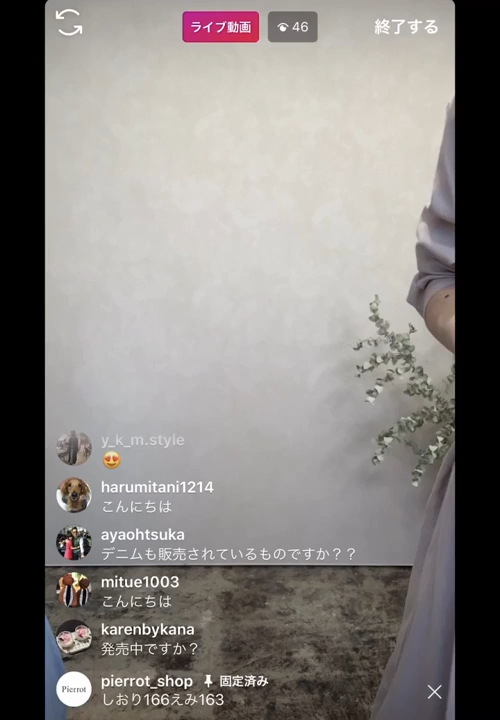 ライブ動画 46 終了する
y_k_m.style
😍
harumitani1214
こんにちは
ayaohtsuka
デニムも販売されているものですか？？
mitue1003
こんにちは
karenbykana
発売中ですか？
Pierrot
pierrot_shop 固定済み
しおり166えみ163